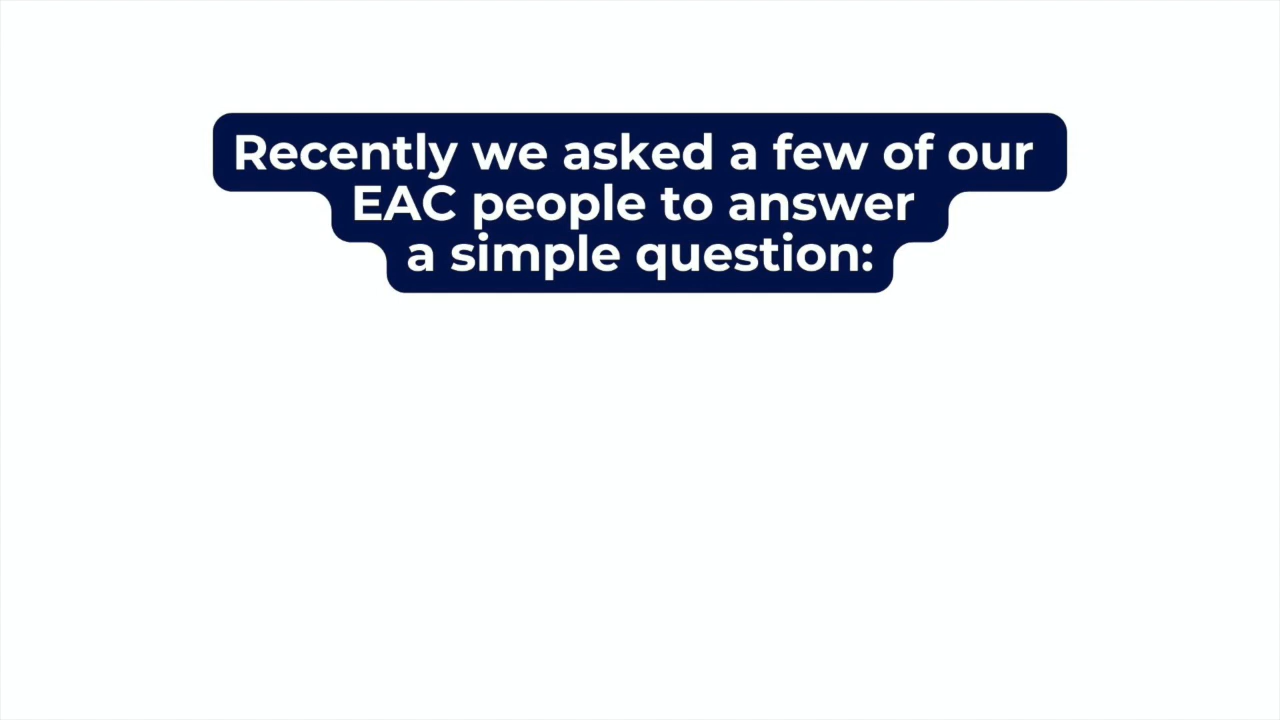 Recently we asked a few of our
EAC people to answer
a simple question: